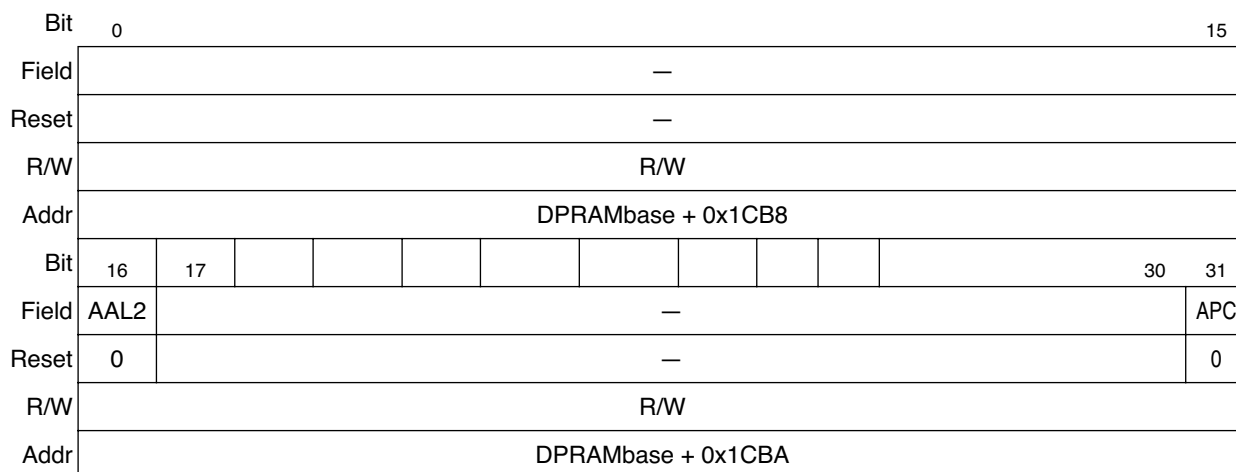 Bit 0 15
Field —
Reset —
R/W R/W
Addr DPRAMbase + 0x1CB8
Bit 16 17 30 31
Field AAL2 — APC
Reset 0 — 0
R/W R/W
Addr DPRAMbase + 0x1CBA